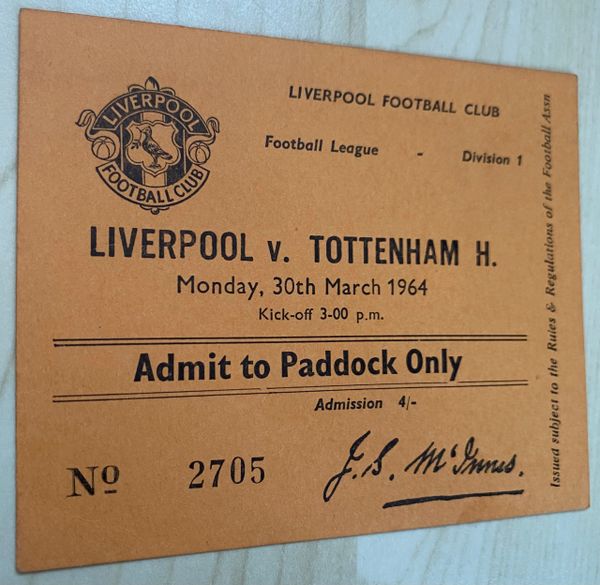 LIVERPOOL
FOOTBALL CLUB
LIVERPOOL FOOTBALL CLUB
Football League - Division 1
LIVERPOOL v. TOTTENHAM H.
Monday, 30th March 1964
Kick-off 3-00 p.m.
Admit to Paddock Only
Admission 4/-
Nº 2705
J. S. McInnes.
Issued subject to the Rules & Regulations of the Football Assn